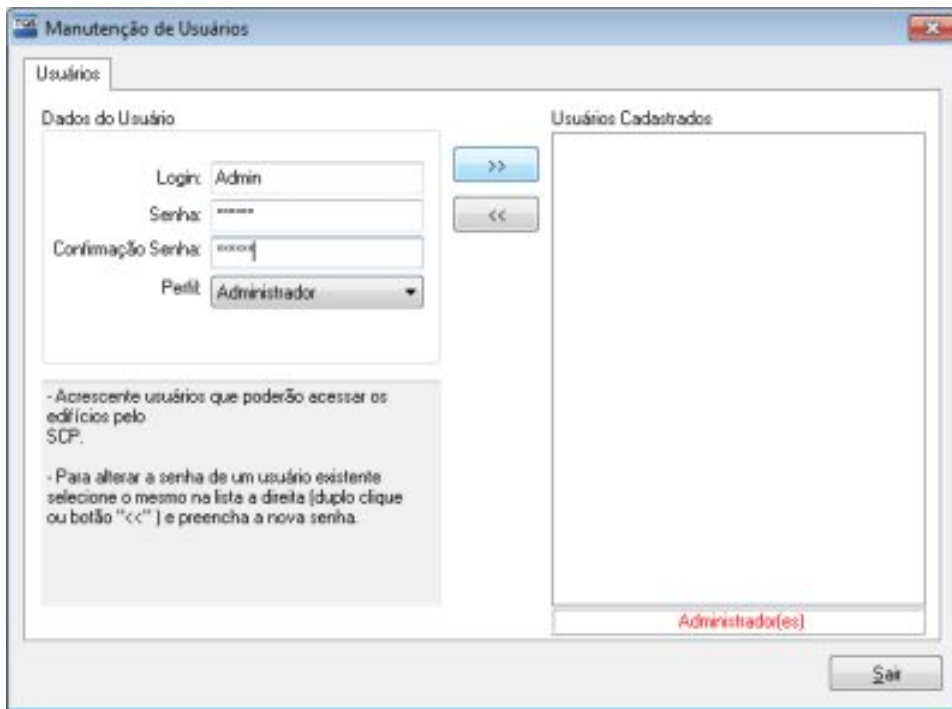 TQS
Manutenção de Usuários
Usuários
Dados do Usuário
Usuários Cadastrados
Login: Admin
>>
Senha: ******
<<
Confirmação Senha: ******
Perfil: Administrador
- Acrescente usuários que poderão acessar os
edifícios pelo
SCP.
- Para alterar a senha de um usuário existente
selecione o mesmo na lista a direita (duplo clique
ou botão "<<" ) e preencha a nova senha.
Administrador(es)
Sair